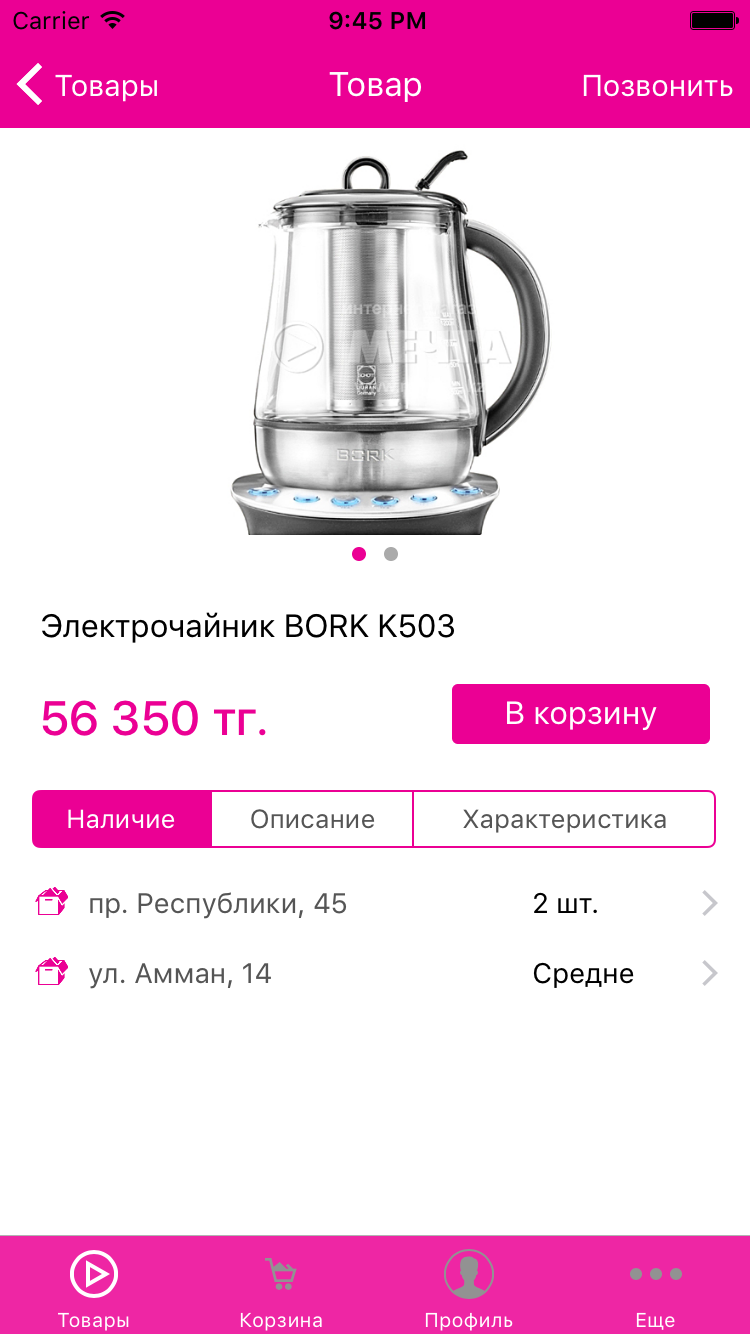 Carrier 9:45 PM
Товары Товар Позвонить
МЕЧТА
BORK
Электрочайник BORK K503
56 350 тг. В корзину
Наличие Описание Характеристика
пр. Республики, 45 2 шт.
ул. Амман, 14 Средне
Товары Корзина Профиль Еще